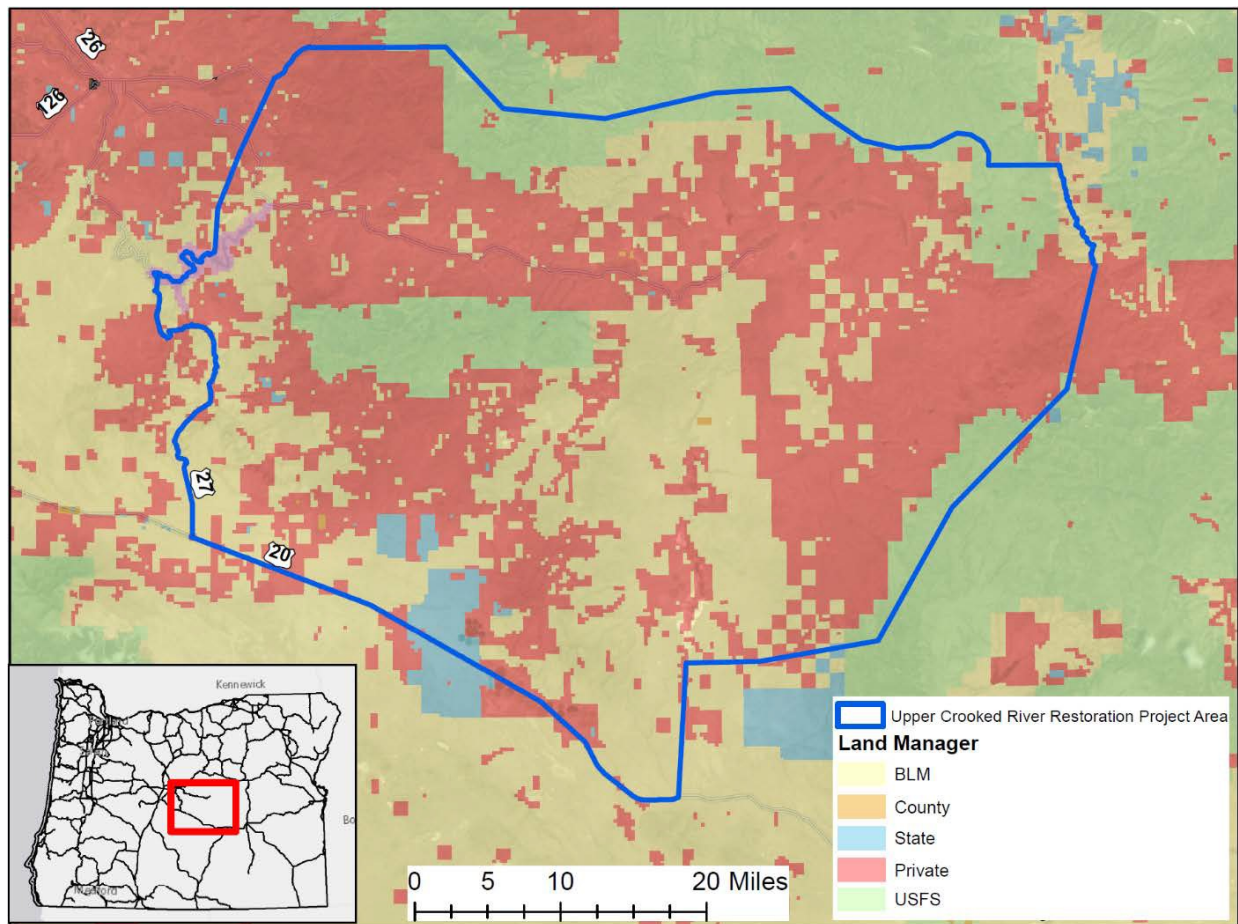 26
126
27
20
Kennewick
Upper Crooked River Restoration Project Area
Land Manager
BLM
County
State
Private
USFS
0 5 10 20 Miles